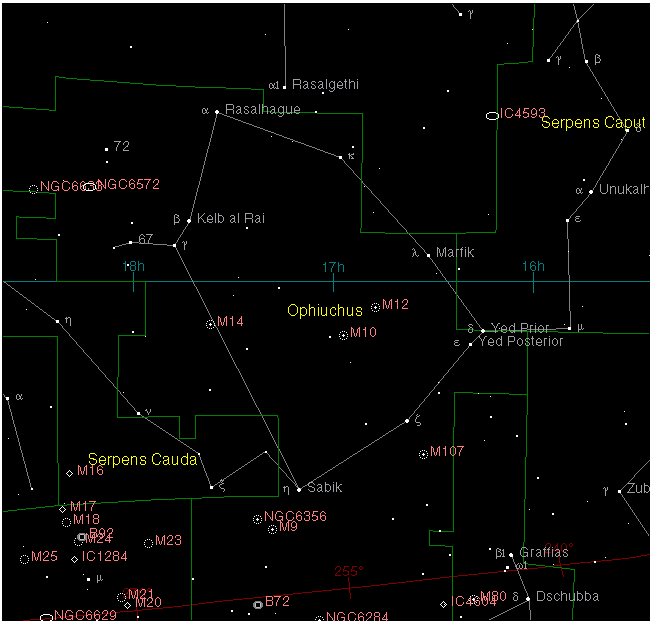 γ
β
γ
α1 Rasalgethi
α Rasalhague
IC4593
Serpens Caput
δ
72
κ
NGC6572
α Unukalh
β Kelb al Rai
ε
67
γ
λ Marfik
18h
17h
16h
Ophiuchus
M12
η
M14
M10
δ Yed Prior
μ
ε Yed Posterior
α
ν
ζ
Serpens Cauda
M107
M16
ξ
η Sabik
γ Zub
M17
M18
NGC6356
M9
B92
M24
M23
M25
IC1284
β1 Graffias
ω1
240°
255°
μ
M21
M20
B72
IC4604
M80
δ Dschubba
NGC6629
NGC6284